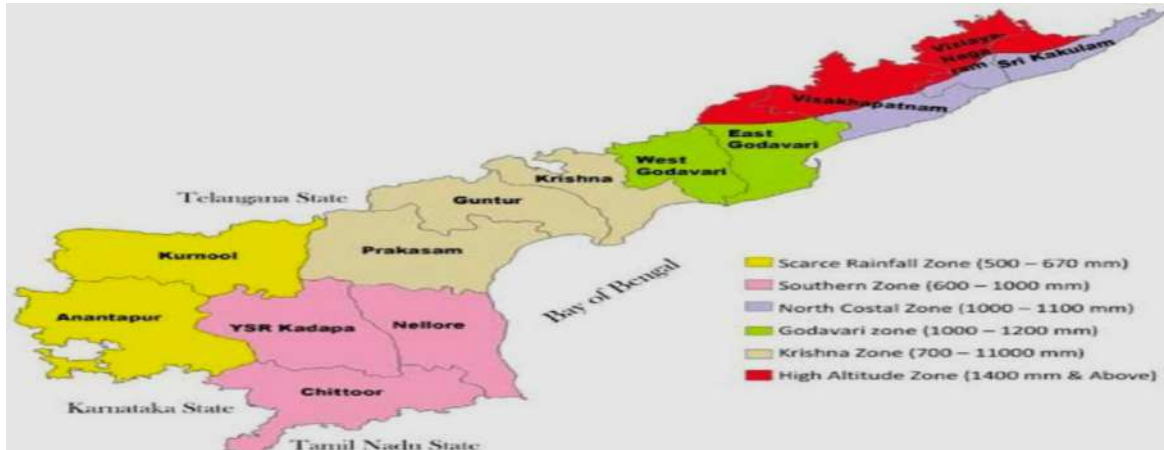 Viziaya-
Naga
ram
Sri Kakulam
Visakhapatnam
East
Godavari
West
Godavari
Krishna
Guntur
Telangana State
Prakasam
Kurnool
Bay of Bengal
Anantapur
YSR Kadapa
Nellore
Chittoor
Karnataka State
Tamil Nadu State
Scarce Rainfall Zone (500 – 670 mm)
Southern Zone (600 – 1000 mm)
North Costal Zone (1000 – 1100 mm)
Godavari zone (1000 – 1200 mm)
Krishna Zone (700 – 11000 mm)
High Altitude Zone (1400 mm & Above)